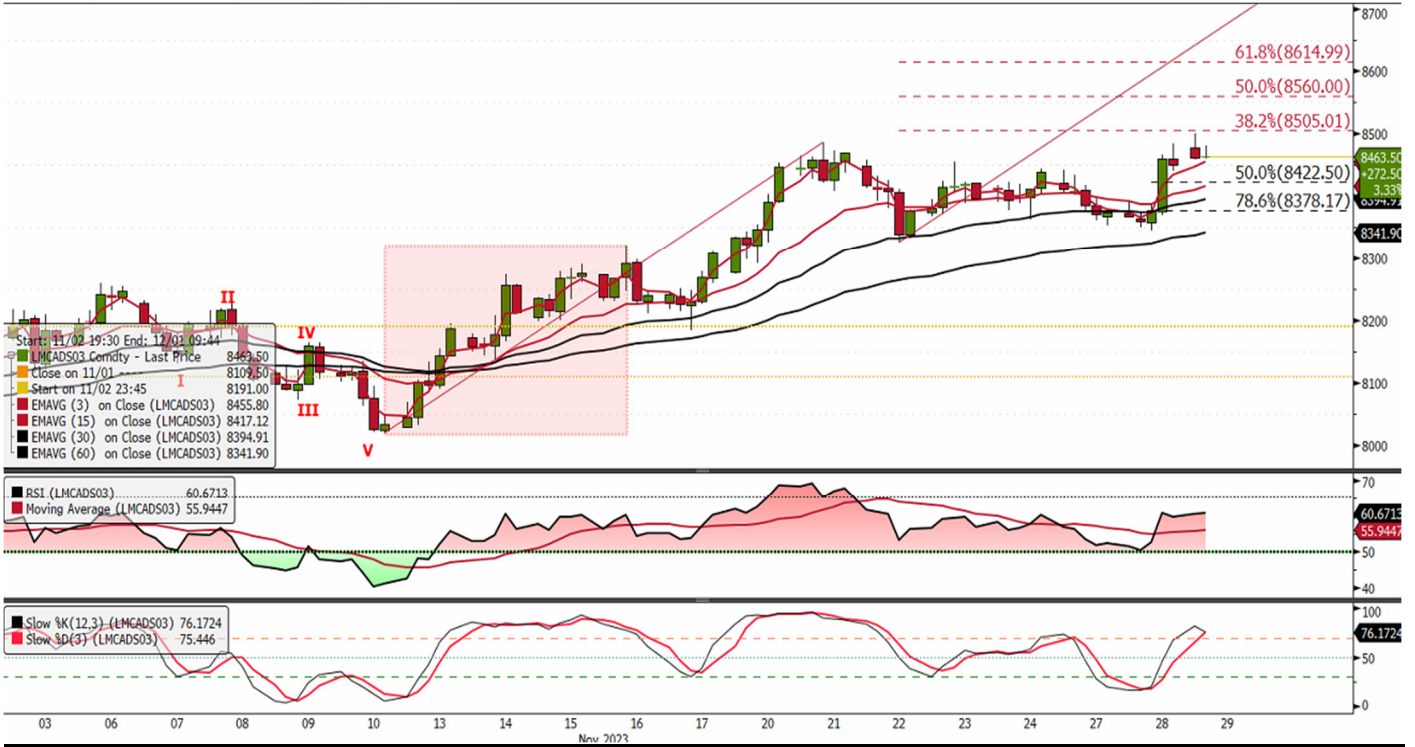 8700
61.8%(8614.99)
8600
50.0%(8560.00)
38.2%(8505.01)
8500
8463.50
+272.50
3.33%
50.0%(8422.50)
8394.91
78.6%(8378.17)
8341.90
8300
II
8200
IV
Start: 11/02 19:30 End: 12/01 09:44
LMCADS03 Comdty - Last Price 8463.50
Close on 11/01 ---- 8109.50
I
Start on 11/02 23:45 8191.00
8100
EMAVG (3) on Close (LMCADS03) 8455.80
III
EMAVG (15) on Close (LMCADS03) 8417.12
EMAVG (30) on Close (LMCADS03) 8394.91
EMAVG (60) on Close (LMCADS03) 8341.90
V
8000
70
RSI (LMCADS03) 60.6713
Moving Average (LMCADS03) 55.9447
60.6713
55.9447
50
40
100
Slow %K(12,3) (LMCADS03) 76.1724
Slow %D(3) (LMCADS03) 75.446
76.1724
50
0
03 06 07 08 09 10 13 14 15 16 17 20 21 22 23 24 27 28 29
Nov 2023